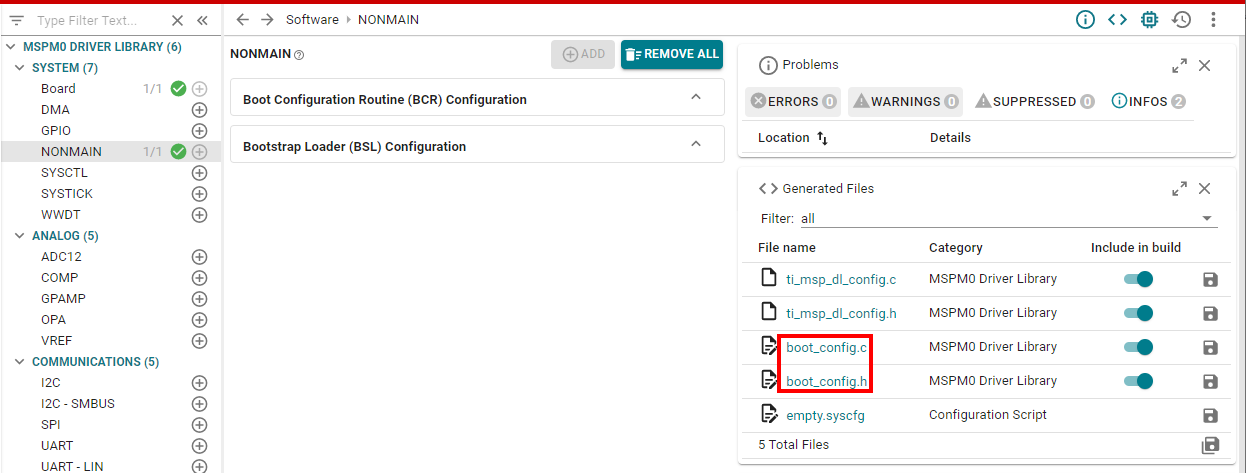 Type Filter Text...
MSPM0 DRIVER LIBRARY (6)
SYSTEM (7)
Board 1/1
DMA
GPIO
NONMAIN 1/1
SYSCTL
SYSTICK
WWDT
ANALOG (5)
ADC12
COMP
GPAMP
OPA
VREF
COMMUNICATIONS (5)
I2C
I2C - SMBUS
SPI
UART
UART - LIN
Software > NONMAIN
NONMAIN
ADD
REMOVE ALL
Boot Configuration Routine (BCR) Configuration
Bootstrap Loader (BSL) Configuration
Problems
ERRORS 0 WARNINGS 0 SUPPRESSED 0 INFOS 2
Location Details
Generated Files
Filter: all
File name Category Include in build
ti_msp_dl_config.c MSPM0 Driver Library
ti_msp_dl_config.h MSPM0 Driver Library
boot_config.c MSPM0 Driver Library
boot_config.h MSPM0 Driver Library
empty.syscfg Configuration Script
5 Total Files